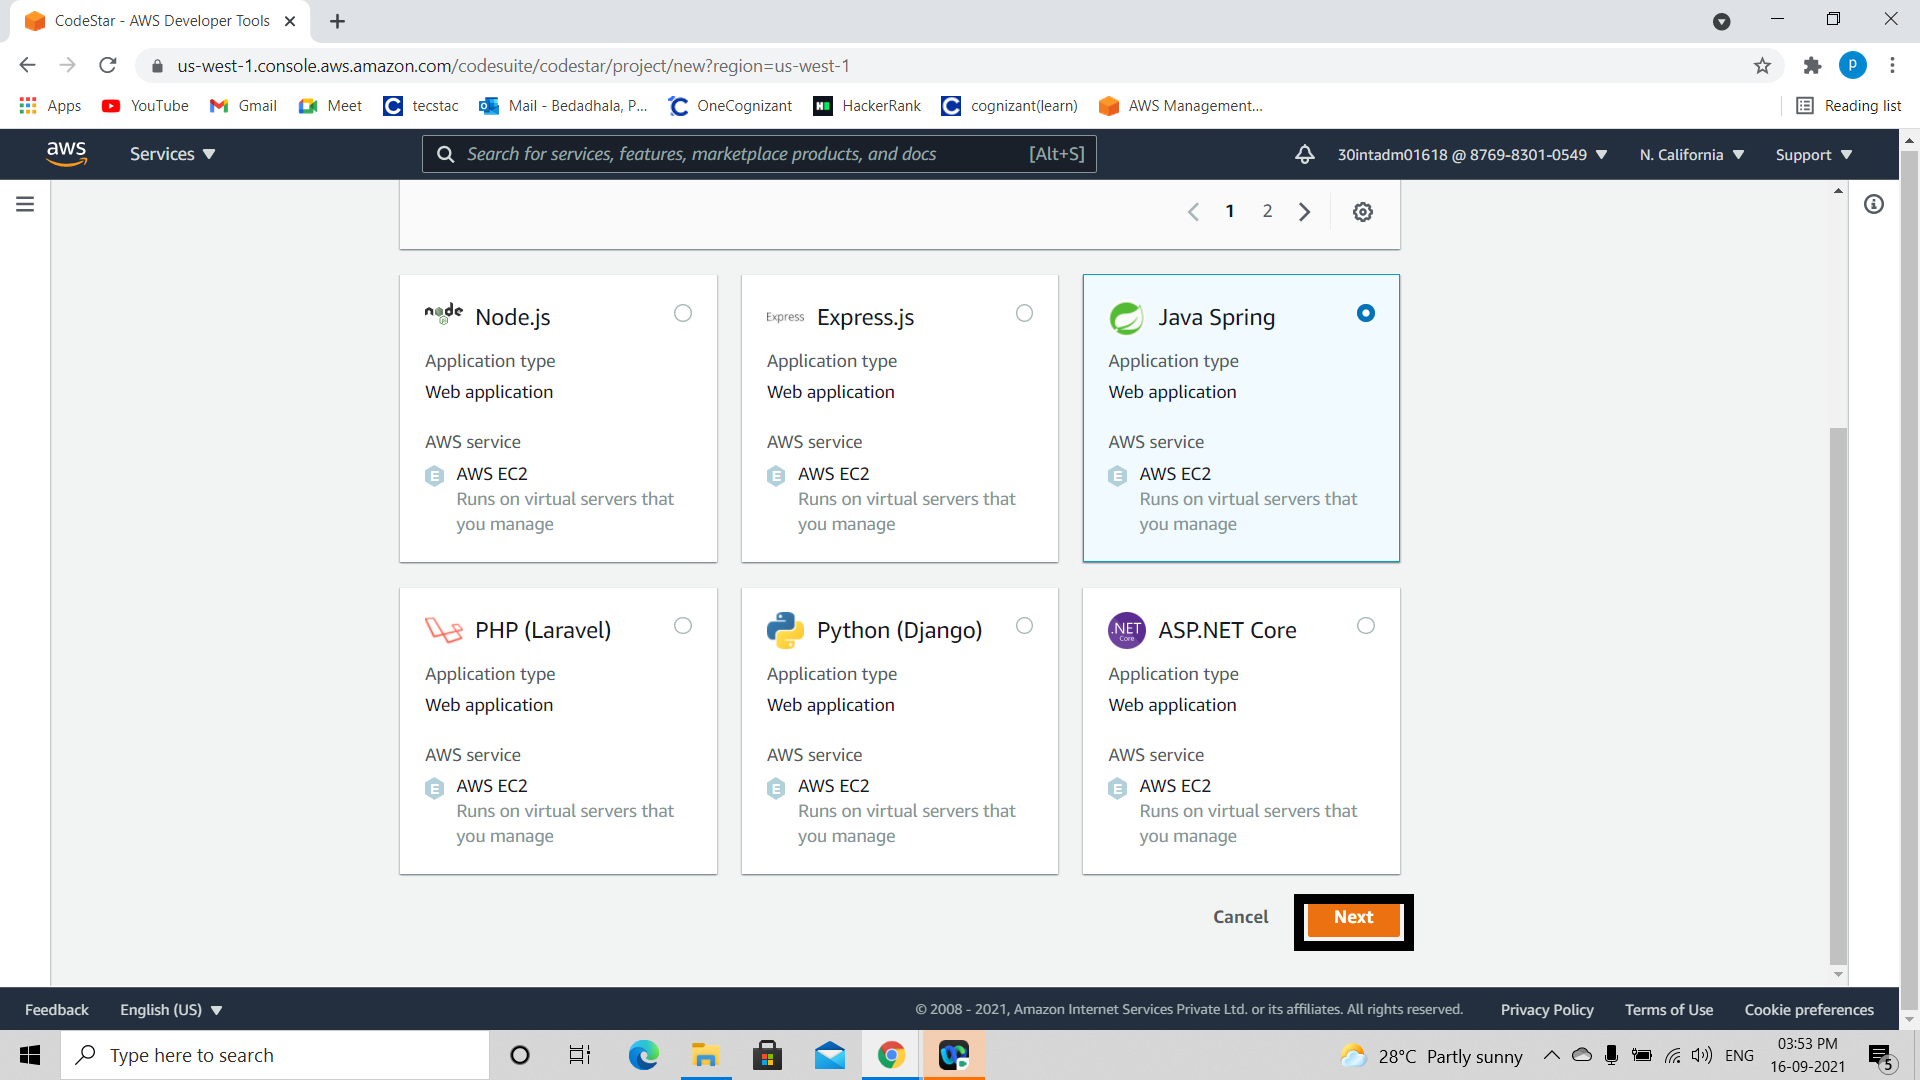 CodeStar - AWS Developer Tools
us-west-1.console.aws.amazon.com/codesuite/codestar/project/new?region=us-west-1
P
Apps YouTube Gmail Meet tecstac Mail - Bedadhala, P... OneCognizant HackerRank cognizant(learn) AWS Management... Reading list
aws Services Search for services, features, marketplace products, and docs [Alt+S] 30intadm01618 @ 8769-8301-0549 N. California Support
1 2
node Node.js
Application type
Web application
AWS service
E AWS EC2
Runs on virtual servers that
you manage
Express Express.js
Application type
Web application
AWS service
E AWS EC2
Runs on virtual servers that
you manage
Java Spring
Application type
Web application
AWS service
E AWS EC2
Runs on virtual servers that
you manage
PHP (Laravel)
Application type
Web application
AWS service
E AWS EC2
Runs on virtual servers that
you manage
Python (Django)
Application type
Web application
AWS service
E AWS EC2
Runs on virtual servers that
you manage
.NET Core ASP.NET Core
Application type
Web application
AWS service
E AWS EC2
Runs on virtual servers that
you manage
Cancel Next
Feedback English (US) © 2008 - 2021, Amazon Internet Services Private Ltd. or its affiliates. All rights reserved. Privacy Policy Terms of Use Cookie preferences
Type here to search 28°C Partly sunny ENG 03:53 PM
16-09-2021 5